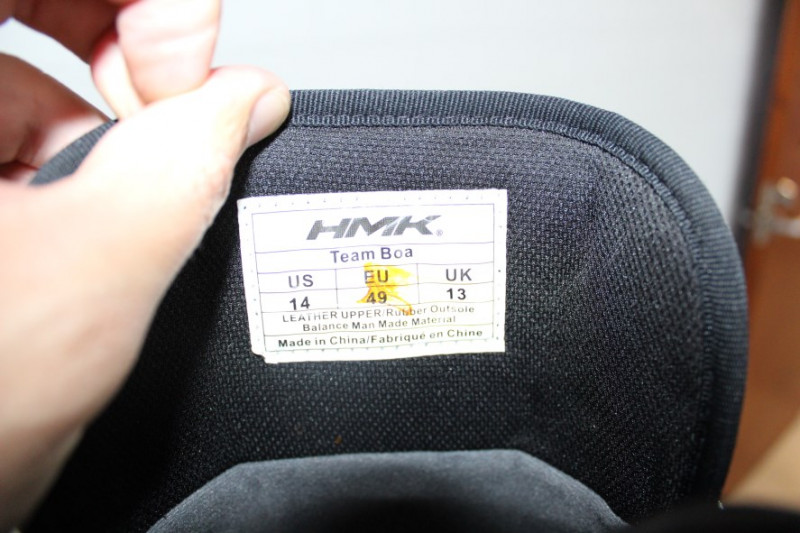 HMK®
Team Boa
US EU UK
14 49 13
LEATHER UPPER/Rubber Outsole
Balance Man Made Material
Made in China/Fabriqué en Chine